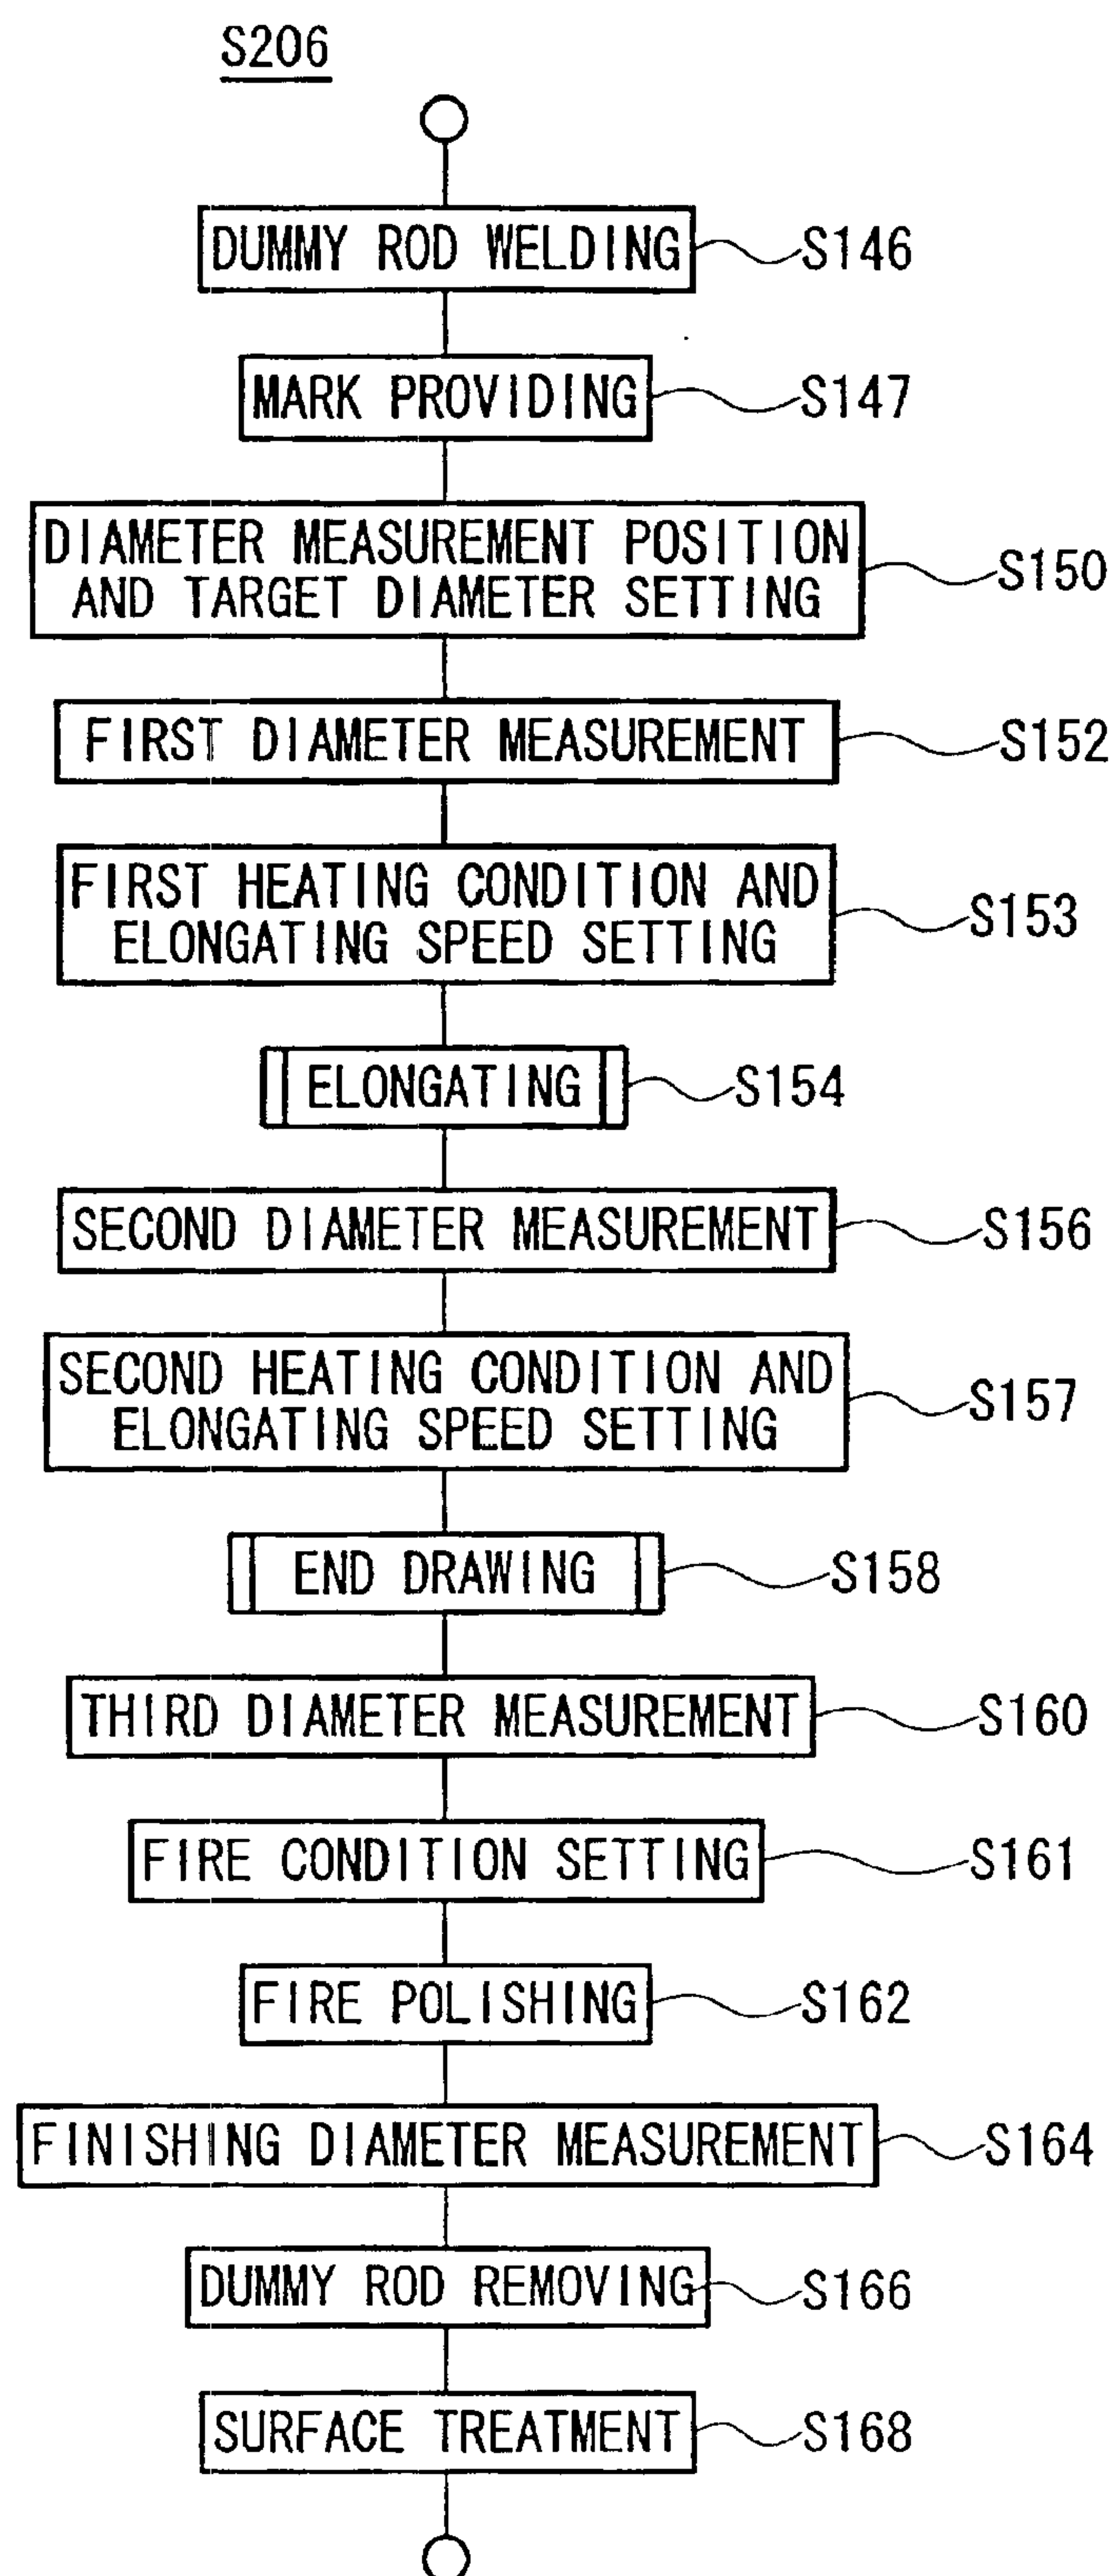 S206
DUMMY ROD WELDING S146
MARK PROVIDING S147
DIAMETER MEASUREMENT POSITION
AND TARGET DIAMETER SETTING S150
FIRST DIAMETER MEASUREMENT S152
FIRST HEATING CONDITION AND
ELONGATING SPEED SETTING S153
ELONGATING S154
SECOND DIAMETER MEASUREMENT S156
SECOND HEATING CONDITION AND
ELONGATING SPEED SETTING S157
END DRAWING S158
THIRD DIAMETER MEASUREMENT S160
FIRE CONDITION SETTING S161
FIRE POLISHING S162
FINISHING DIAMETER MEASUREMENT S164
DUMMY ROD REMOVING S166
SURFACE TREATMENT S168